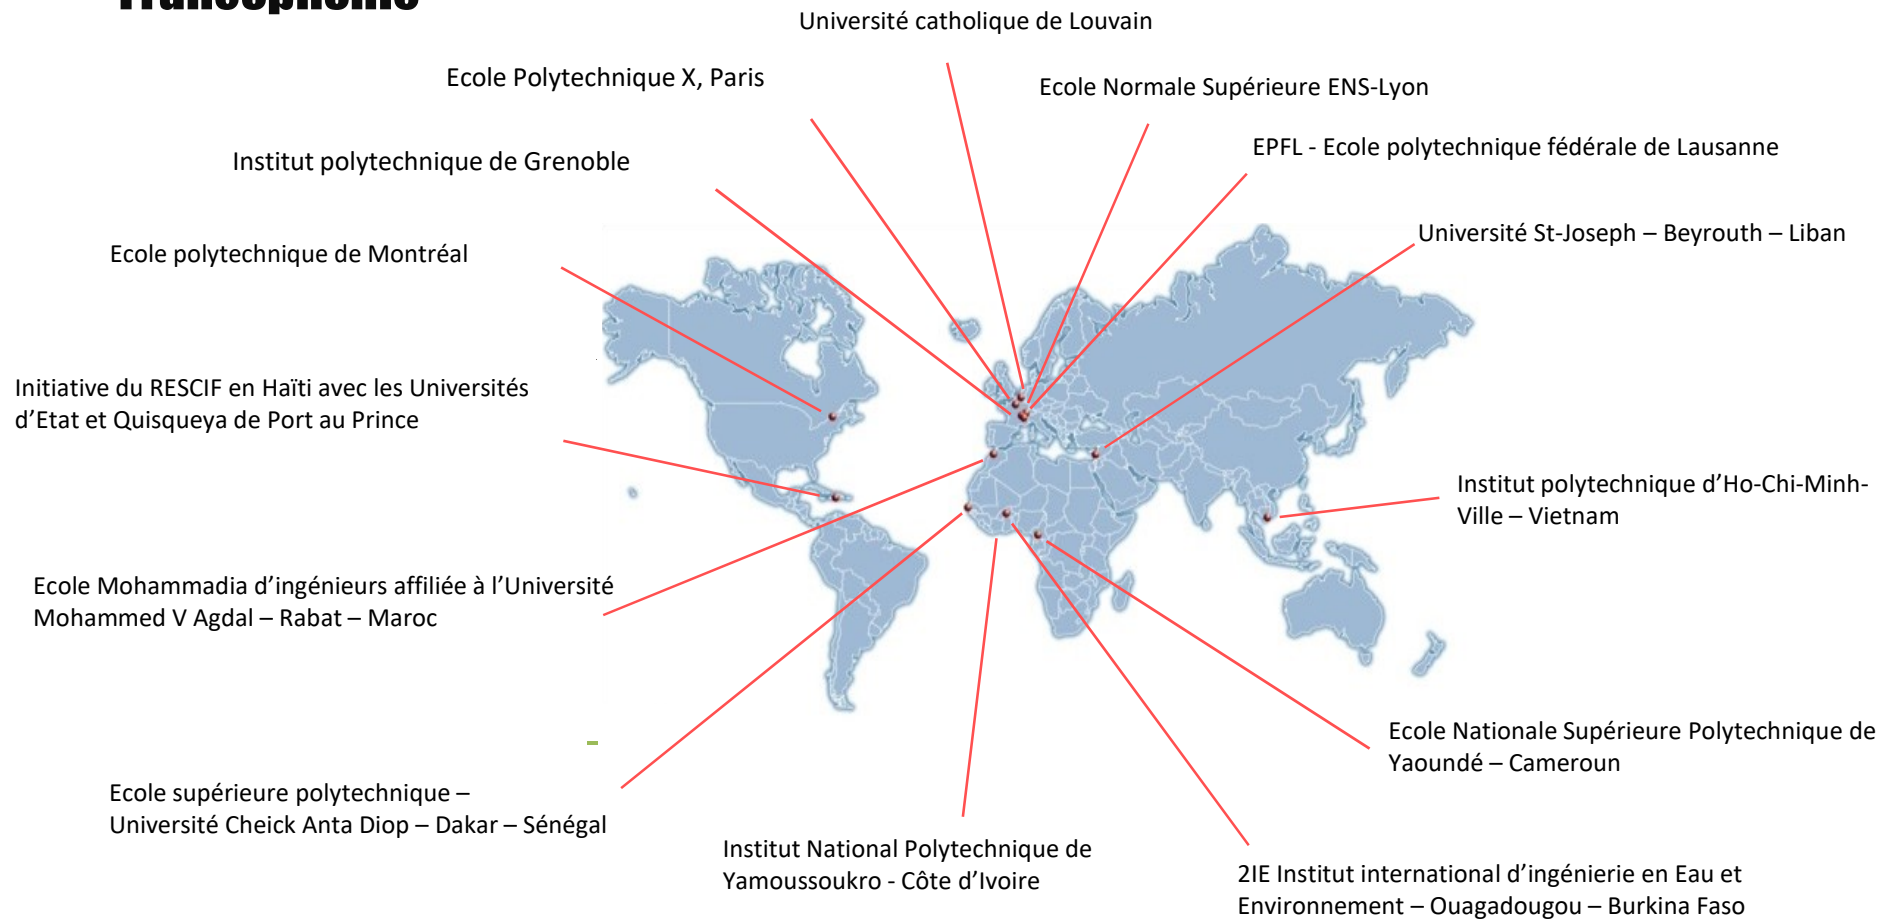 Francophonie
Université catholique de Louvain
Ecole Polytechnique X, Paris
Ecole Normale Supérieure ENS-Lyon
EPFL - Ecole polytechnique fédérale de Lausanne
Institut polytechnique de Grenoble
Université St-Joseph – Beyrouth – Liban
Ecole polytechnique de Montréal
Initiative du RESCIF en Haïti avec les Universités
d’Etat et Quisqueya de Port au Prince
Institut polytechnique d’Ho-Chi-Minh-
Ville – Vietnam
Ecole Mohammadia d’ingénieurs affiliée à l’Université
Mohammed V Agdal – Rabat – Maroc
Ecole Nationale Supérieure Polytechnique de
Yaoundé – Cameroun
Ecole supérieure polytechnique –
Université Cheick Anta Diop – Dakar – Sénégal
Institut National Polytechnique de
Yamoussoukro - Côte d’Ivoire
2IE Institut international d’ingénierie en Eau et
Environnement – Ouagadougou – Burkina Faso